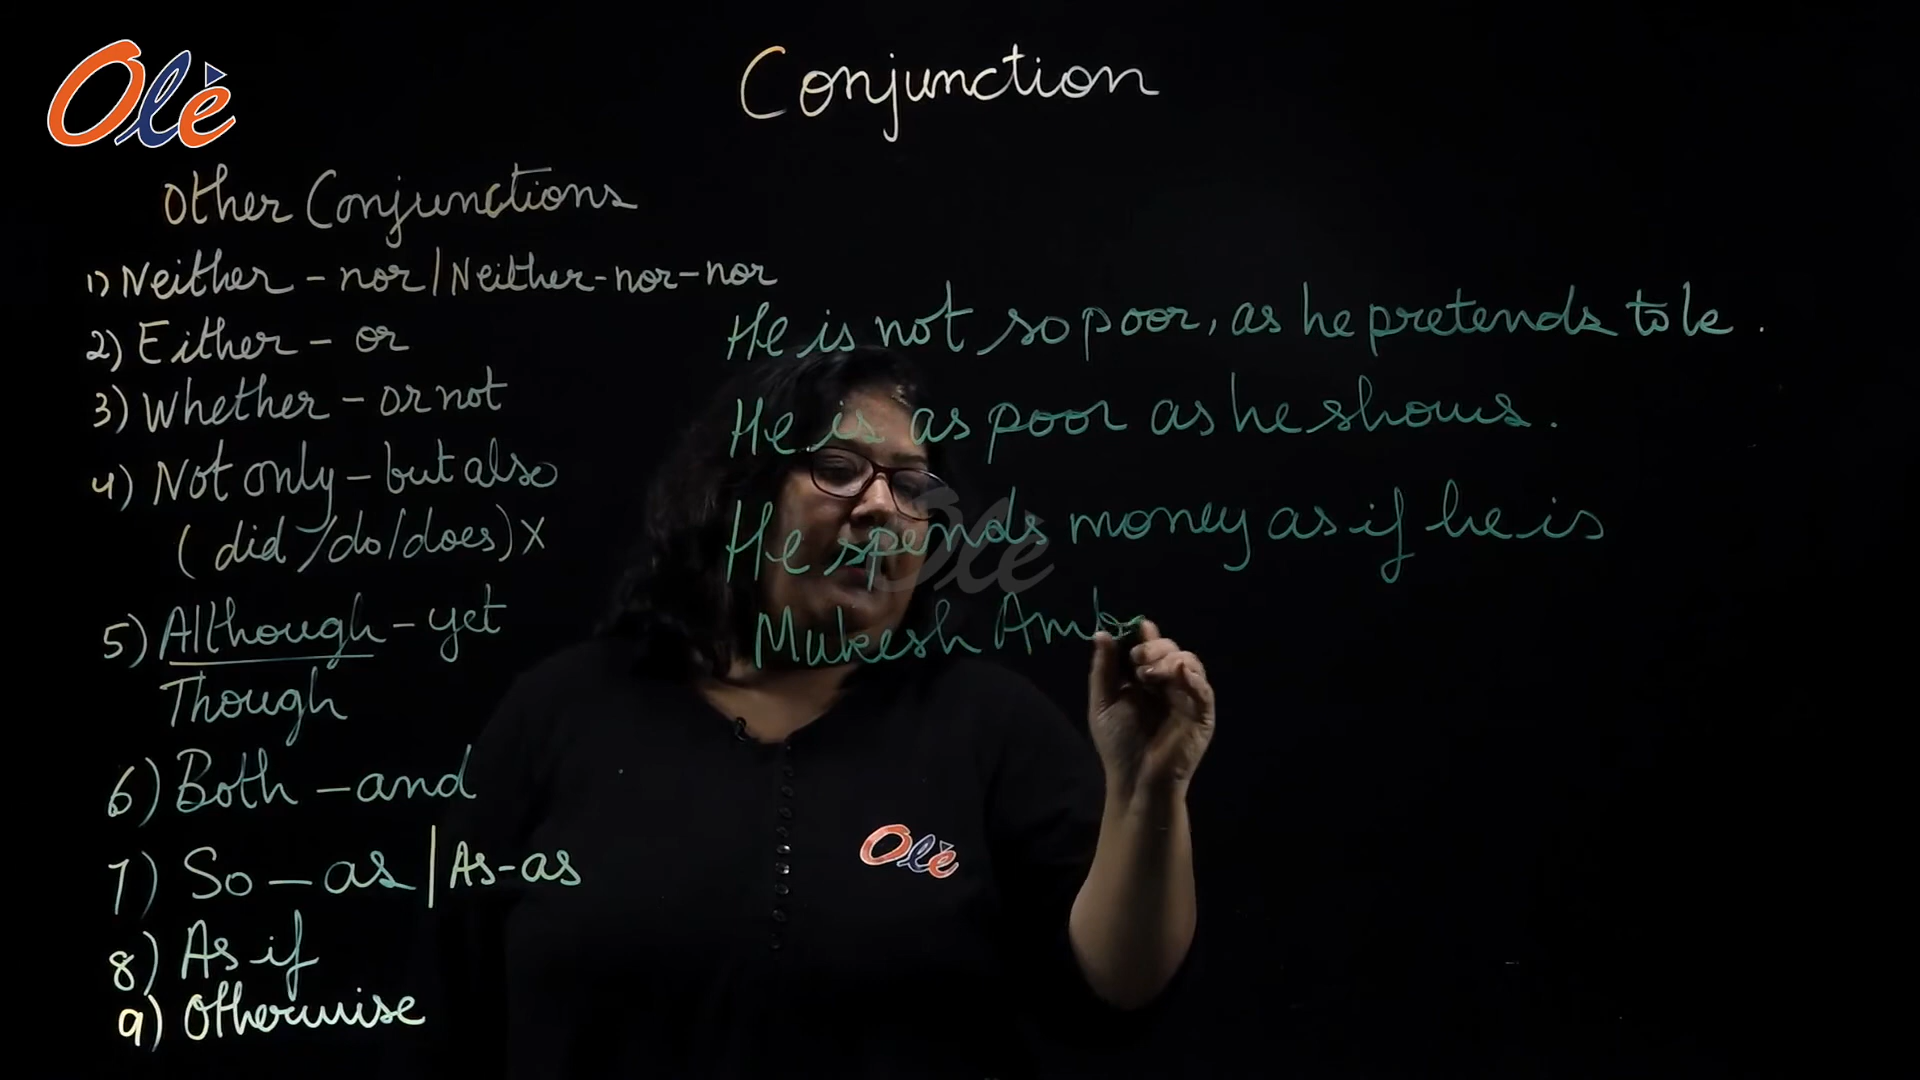 Olè
Conjunction
Other Conjunctions
1) Neither - nor | Neither-nor-nor
2) Either - or
3) Whether - or not
4) Not only - but also
(did/do/does) X
5) Although - yet
Though
6) Both - and
7) So - as | As-as
8) As if
9) Otherwise
He is not so poor, as he pretends to be.
He is as poor as he shows.
He spends money as if he is
Mukesh Amba
Olè
Olè